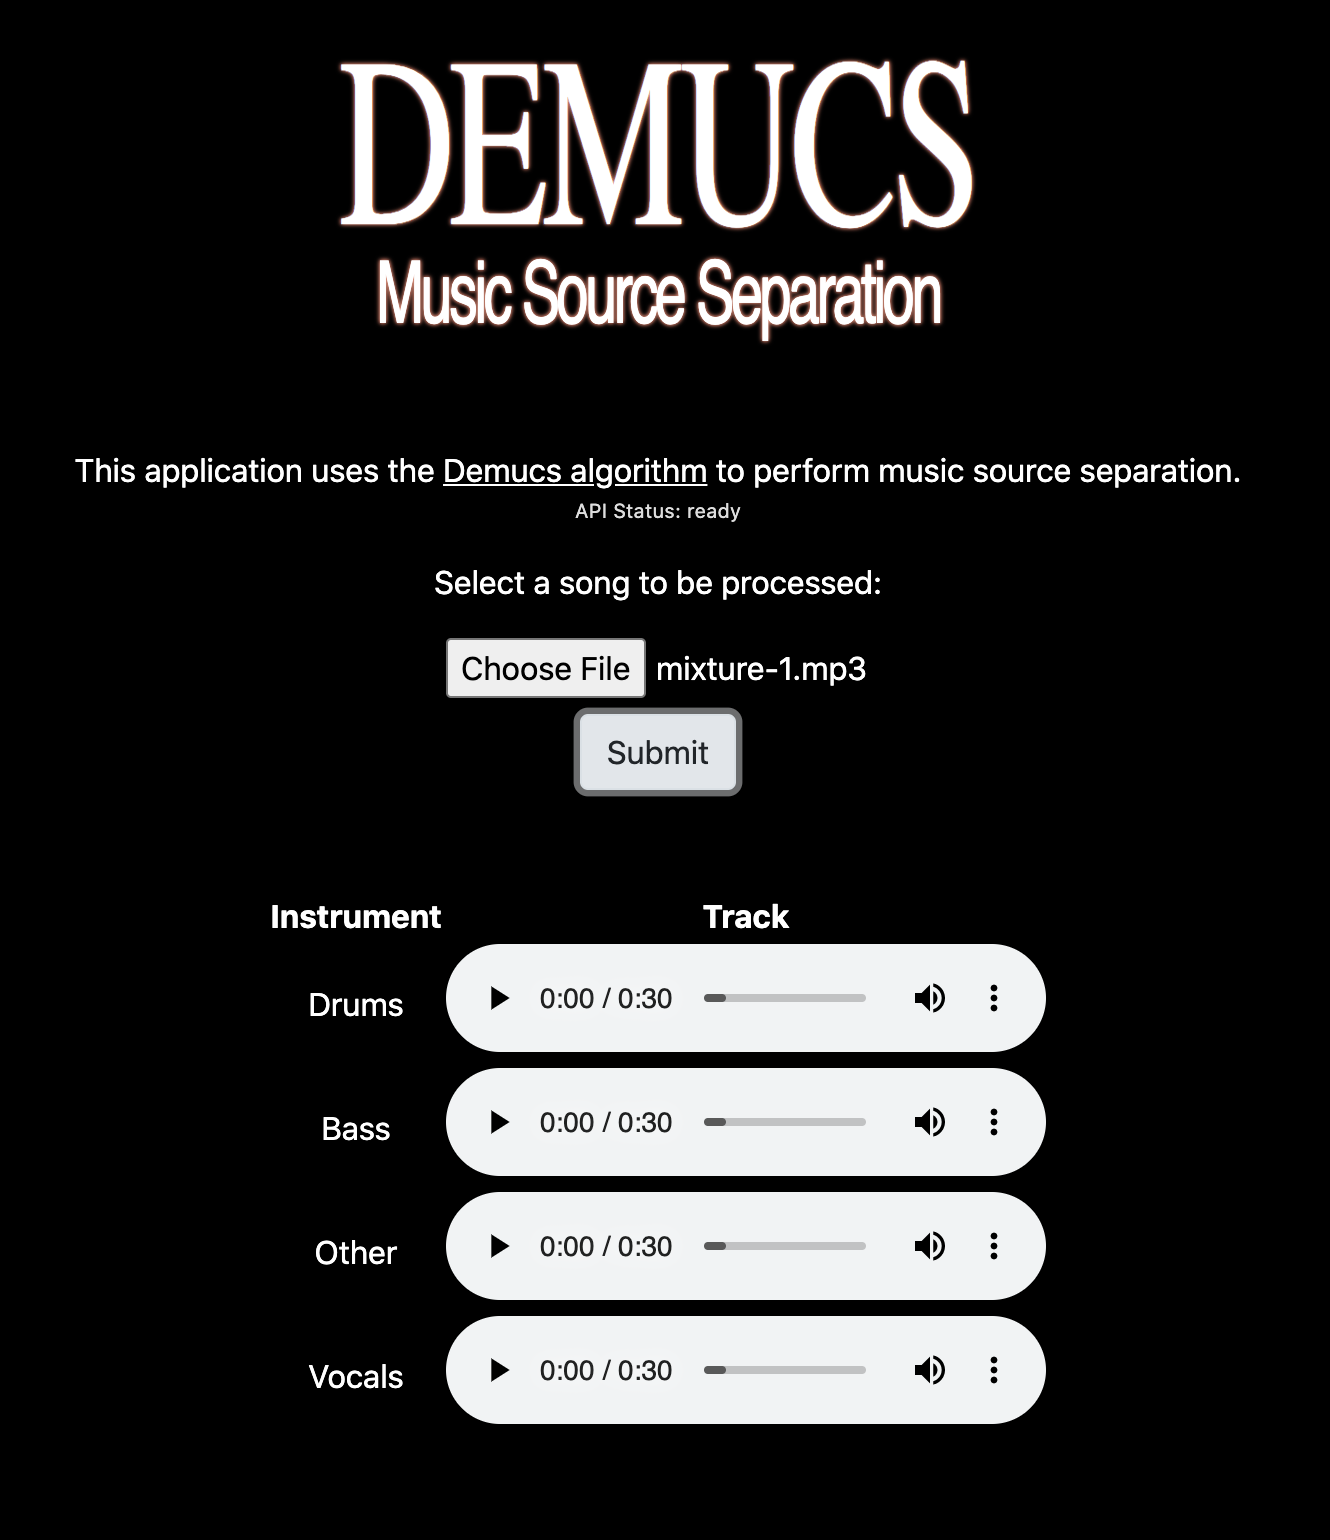 DEMUCS
Music Source Separation
This application uses the Demucs algorithm to perform music source separation.
API Status: ready
Select a song to be processed:
Choose File mixture-1.mp3
Submit
Instrument Track
Drums 0:00 / 0:30
Bass 0:00 / 0:30
Other 0:00 / 0:30
Vocals 0:00 / 0:30